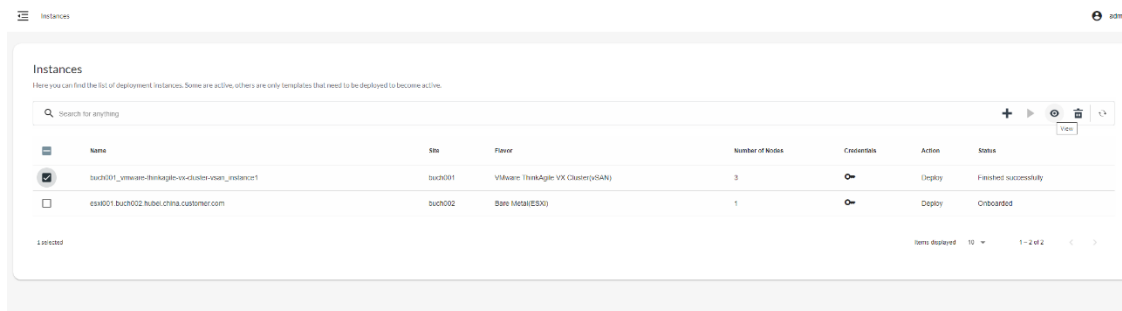 Instances
adm
Instances
Here you can find the list of deployment instances. Some are active, others are only templates that need to be deployed to become active.
Search for anything
View
Name Site Flavor Number of Nodes Credentials Action Status
buch001_vmware-thinkagile-vx-cluster-vsan_instance1 buch001 VMware ThinkAgile VX Cluster(vSAN) 3 Deploy Finished successfully
esxi001.buch002.hubei.china.customer.com buch002 Bare Metal(ESXi) 1 Deploy Onboarded
1 selected Items displayed 10 1 – 2 of 2